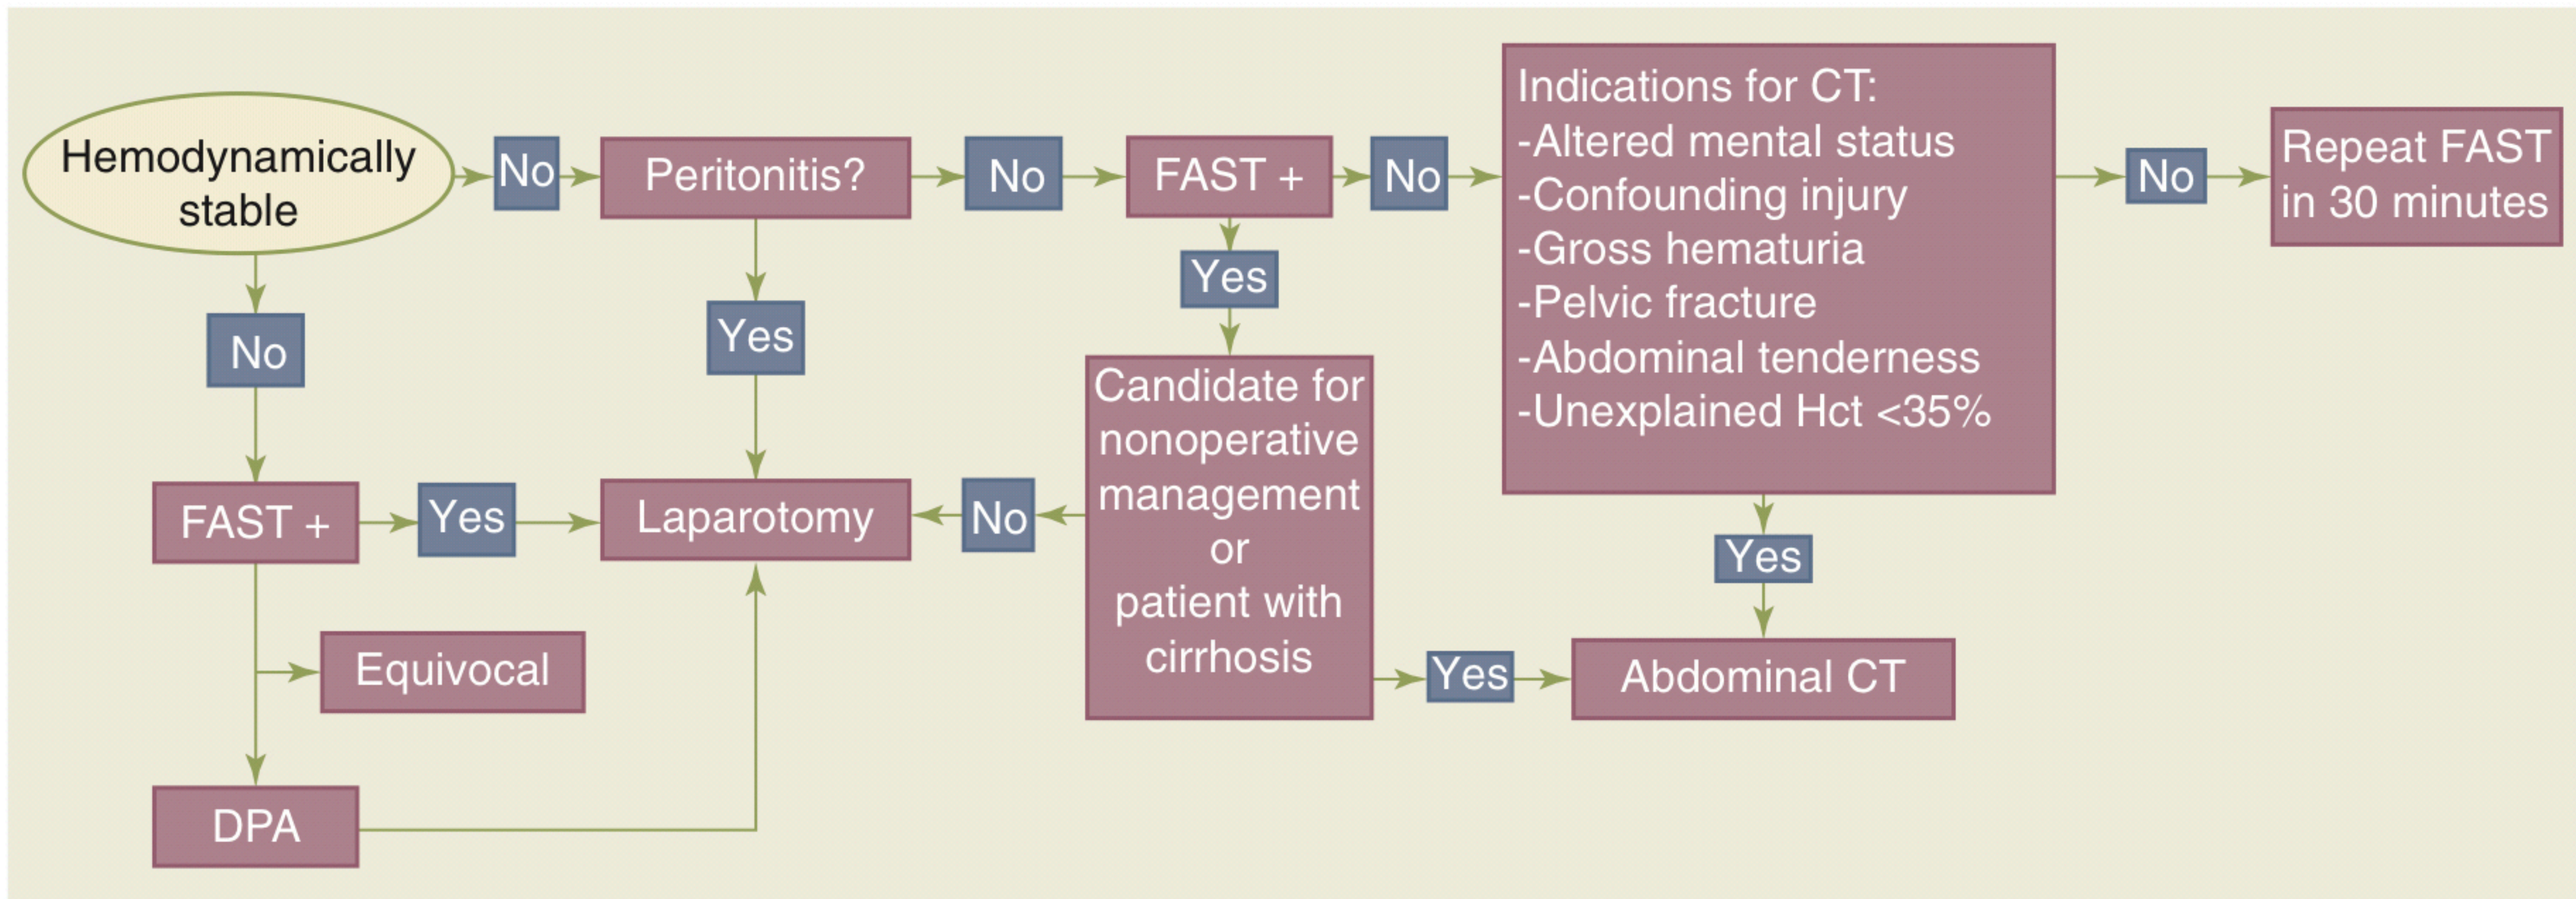 Hemodynamically
stable
No
Peritonitis?
No
FAST +
No
Indications for CT:
-Altered mental status
-Confounding injury
-Gross hematuria
-Pelvic fracture
-Abdominal tenderness
-Unexplained Hct <35%
No
Repeat FAST
in 30 minutes
No
Yes
Yes
FAST +
Yes
Laparotomy
No
Candidate for
nonoperative
management
or
patient with
cirrhosis
Yes
Equivocal
Yes
Abdominal CT
DPA